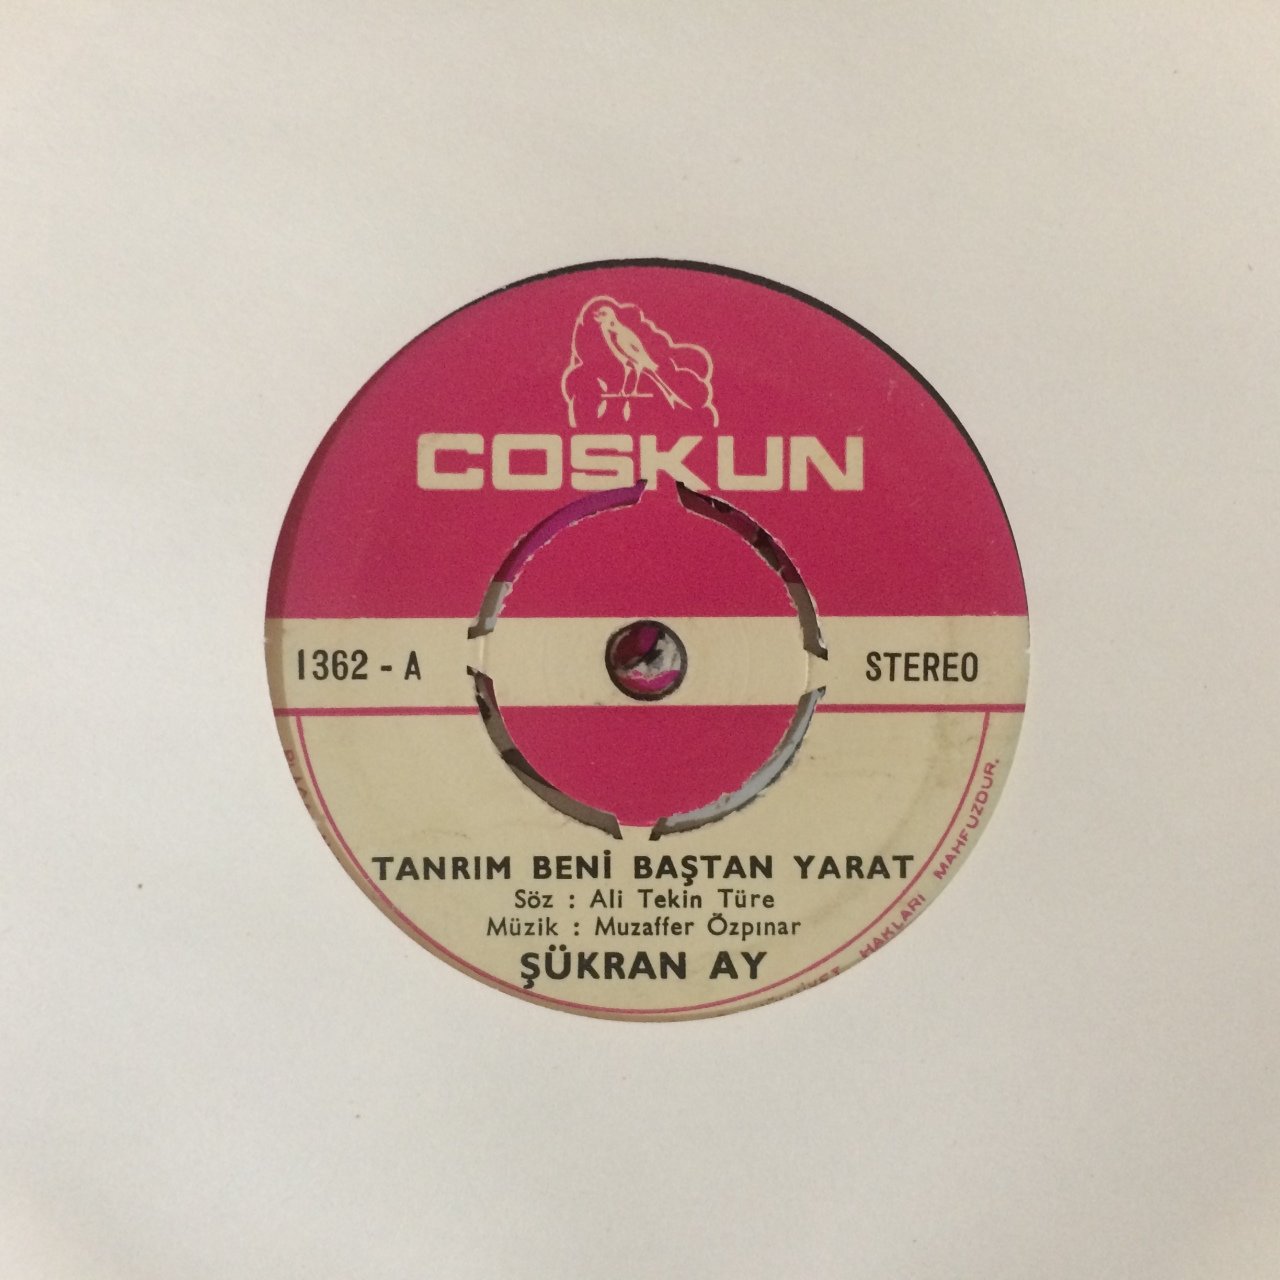 COSKUN
1362 - A
STEREO
TANRIM BENİ BAŞTAN YARAT
Söz : Ali Tekin Türe
Müzik : Muzaffer Özpınar
ŞÜKRAN AY
HAKLARI MAHFUZDUR.